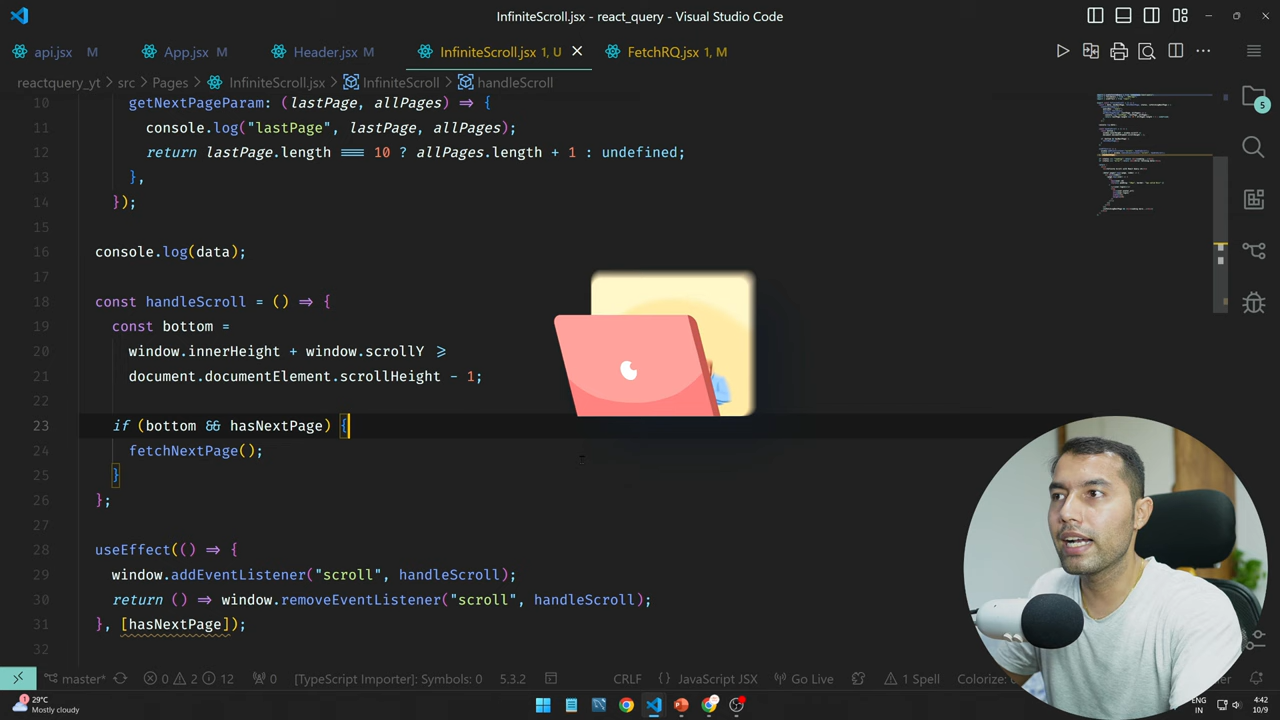 InfiniteScroll.jsx - react_query - Visual Studio Code
api.jsx M
App.jsx M
Header.jsx M
InfiniteScroll.jsx 1, U
FetchRQ.jsx 1, M
reactquery_yt > src > Pages > InfiniteScroll.jsx > InfiniteScroll > handleScroll
10 getNextPageParam: (lastPage, allPages) => {
11 console.log("lastPage", lastPage, allPages);
12 return lastPage.length === 10 allPages.length + 1 : undefined;
13 },
14 });
15
16 console.log(data);
17
18 const handleScroll = () => {
19 const bottom =
20 window.innerHeight + window.scrollY >=
21 document.documentElement.scrollHeight - 1;
22
23 if (bottom && hasNextPage) {
24 fetchNextPage();
25 }
26 };
27
28 useEffect(() => {
29 window.addEventListener("scroll", handleScroll);
30 return () => window.removeEventListener("scroll", handleScroll);
31 }, [hasNextPage]);
32
5
master* 0 2 12 0 [TypeScript Importer]: Symbols: 0 5.3.2 CRLF {} JavaScript JSX Go Live 1 Spell Colorize: 
29°C
Mostly cloudy
1
ENG
IN
4:42
10/9